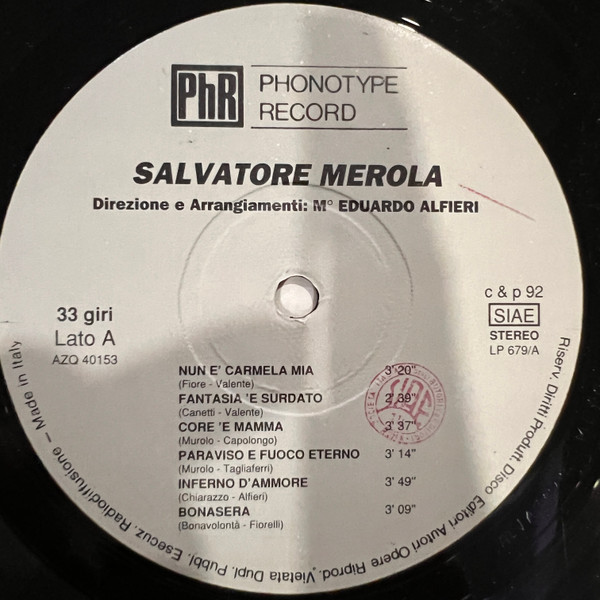 PhR
PHONOTYPE
RECORD
SALVATORE MEROLA
Direzione e Arrangiamenti: M° EDUARDO ALFIERI
33 giri
Lato A
AZQ 40153
c & p 92
SIAE
STEREO
LP 679/A
NUN E' CARMELA MIA 3' 20"
(Fiore - Valente)
FANTASIA 'E SURDATO 2' 39"
(Canetti - Valente)
CORE 'E MAMMA 3' 37"
(Murolo - Capolongo)
PARAVISO E FUOCO ETERNO 3' 14"
(Murolo - Tagliaferri)
INFERNO D'AMMORE 3' 49"
(Chiarazzo - Alfieri)
BONASERA 3' 09"
(Bonavolontà - Fiorelli)
Riserv. Diritti Produtt. Disco Editori Autori Opere Riprod. Vietata Dupl. Pubbl. Esecuz. Radiodiffusione – Made in Italy